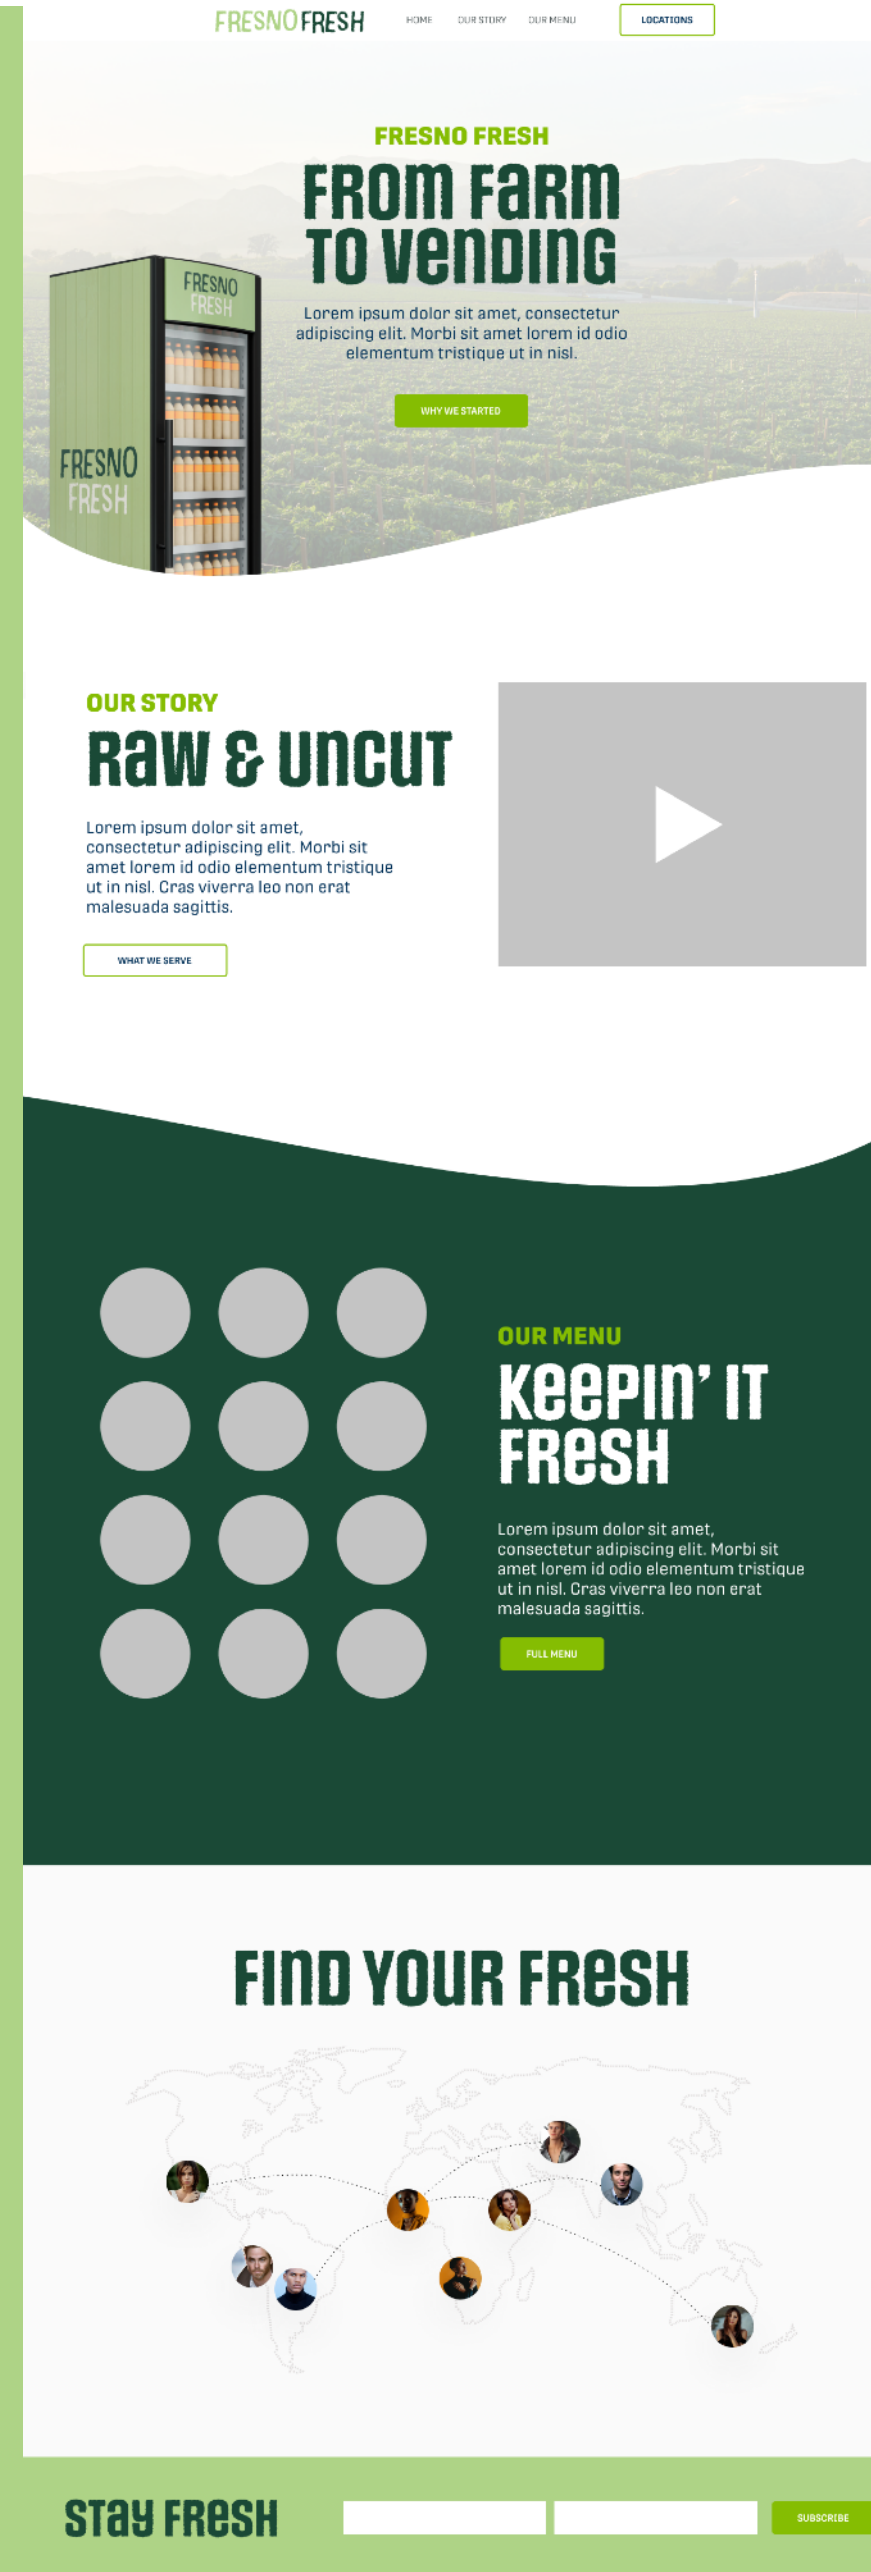 FRESNO FRESH
HOME
OUR STORY
OUR MENU
LOCATIONS
FRESNO FRESH
FROM FARM
TO VENDING
Lorem ipsum dolor sit amet, consectetur
adipiscing elit. Morbi sit amet lorem id odio
elementum tristique ut in nisl.
WHY WE STARTED
FRESNO
FRESH
FRESNO
FRESH
OUR STORY
RAW & UNCUT
Lorem ipsum dolor sit amet,
consectetur adipiscing elit. Morbi sit
amet lorem id odio elementum tristique
ut in nisl. Cras viverra leo non erat
malesuada sagittis.
WHAT WE SERVE
OUR MENU
KEEPIN' IT
FRESH
Lorem ipsum dolor sit amet,
consectetur adipiscing elit. Morbi sit
amet lorem id odio elementum tristique
ut in nisl. Cras viverra leo non erat
malesuada sagittis.
FULL MENU
FIND YOUR FRESH
STAY FRESH
SUBSCRIBE